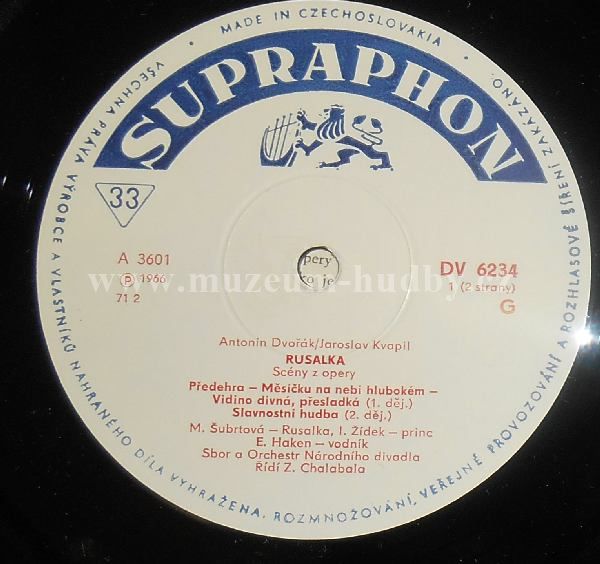 MADE IN CZECHOSLOVAKIA
SUPRAPHON
33
A 3601
℗ 1966
71 2
pery
je
DV 6234
1 (2 strany)
G
www.muzeum-hudby
Antonín Dvořák/Jaroslav Kvapil
RUSALKA
Scény z opery
Předehra – Měsíčku na nebi hlubokém –
Vidino divná, přesladká (1. děj.)
Slavnostní hudba (2. děj.)
M. Šubrtová – Rusalka, I. Žídek – princ
E. Haken – vodník
Sbor a Orchestr Národního divadla
Řídí Z. Chalabala
VŠECHNA PRÁVA VÝROBCE A VLASTNÍKŮ NAHRANÉHO DÍLA VYHRAŽENA. ROZMNOŽOVÁNÍ, VEŘEJNÉ PROVOZOVÁNÍ A ROZHLASOVÉ ŠÍŘENÍ ZAKÁZÁNO.